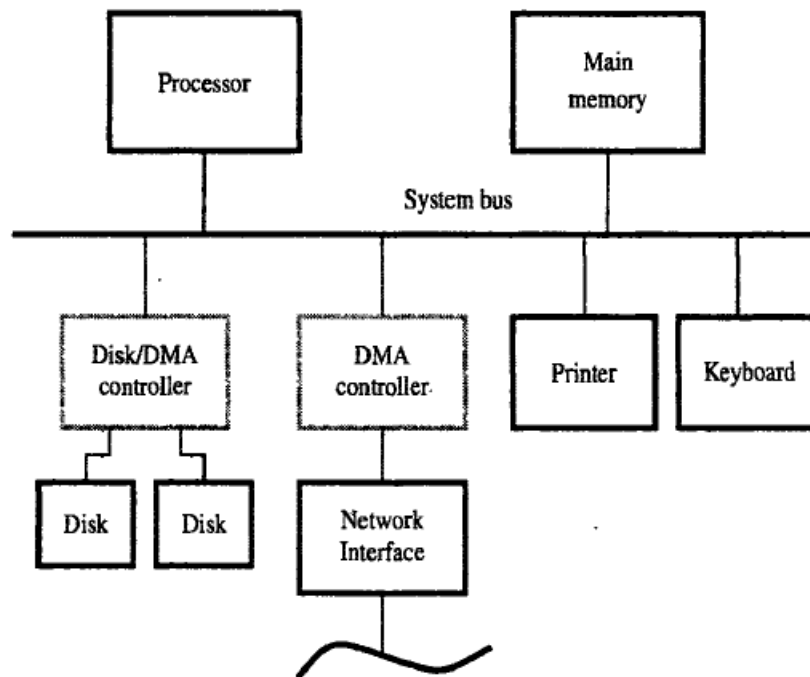 Processor
Main
memory
System bus
Disk/DMA
controller
DMA
controller
Printer
Keyboard
Disk
Disk
Network
Interface